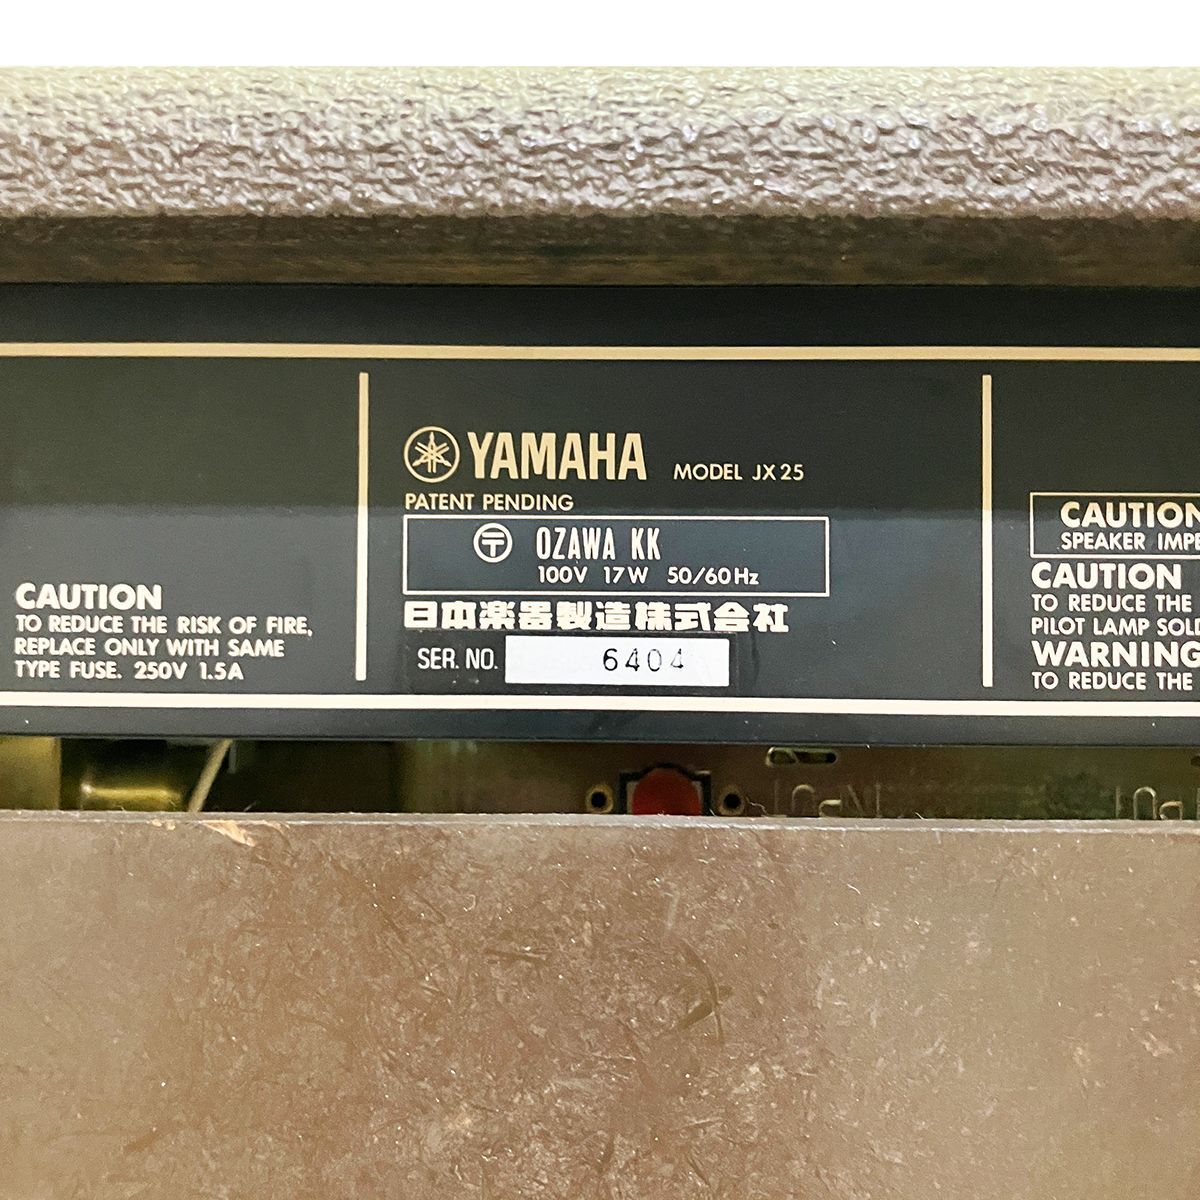 CAUTION
TO REDUCE THE RISK OF FIRE,
REPLACE ONLY WITH SAME
TYPE FUSE. 250V 1.5A
YAMAHA MODEL JX25
PATENT PENDING
〒 OZAWA KK
100V 17W 50/60Hz
日本楽器製造株式会社
SER. NO. 6404
CAUTION
SPEAKER
CAUTION
TO REDUCE THE
PILOT LAMP
WARNING
TO REDUCE THE